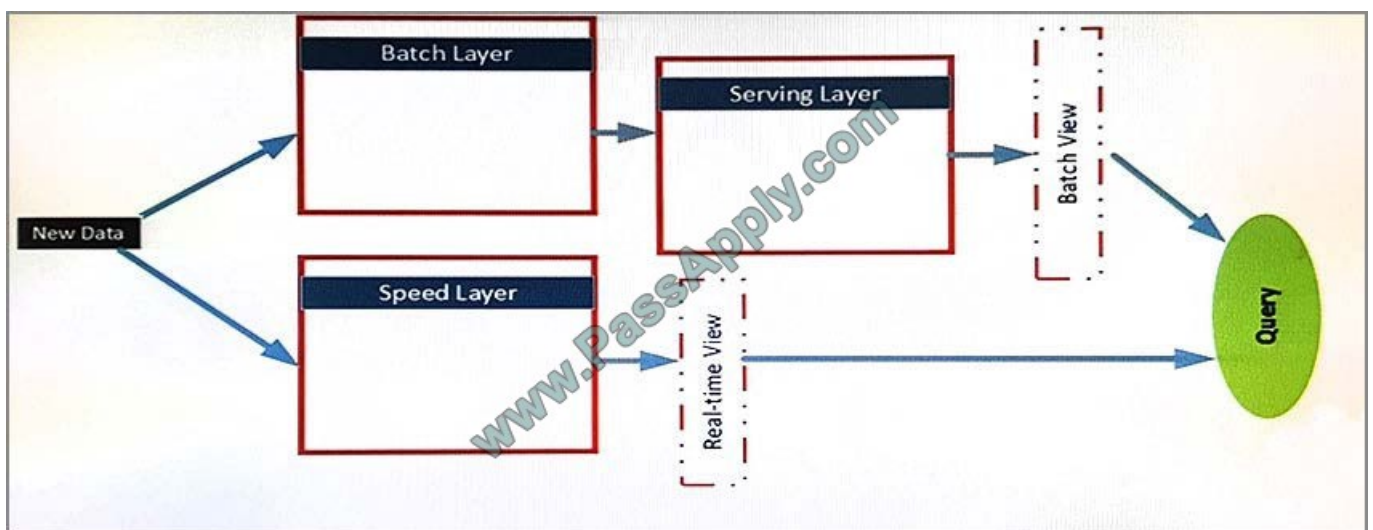 Batch Layer
Serving Layer
Batch View
New Data
Speed Layer
Real-time View
Query
www.PassApply.com